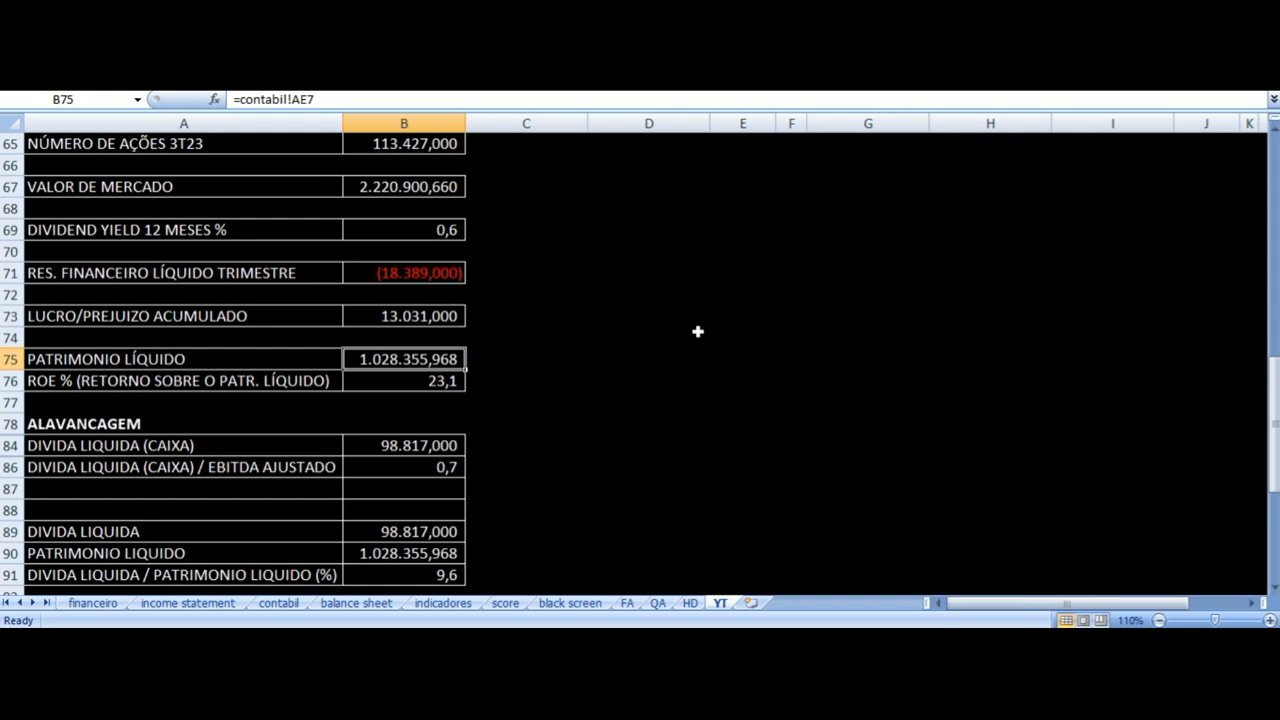 B75 fx =contabil!AE7
A B C D E F G H I J K
65 NÚMERO DE AÇÕES 3T23 113.427,000
66
67 VALOR DE MERCADO 2.220.900,660
68
69 DIVIDEND YIELD 12 MESES % 0,6
70
71 RES. FINANCEIRO LÍQUIDO TRIMESTRE (18.389,000)
72
73 LUCRO/PREJUIZO ACUMULADO 13.031,000
74
75 PATRIMONIO LÍQUIDO 1.028.355,968
76 ROE % (RETORNO SOBRE O PATR. LÍQUIDO) 23,1
77
78 ALAVANCAGEM
84 DIVIDA LIQUIDA (CAIXA) 98.817,000
86 DIVIDA LIQUIDA (CAIXA) / EBITDA AJUSTADO 0,7
87
88
89 DIVIDA LIQUIDA 98.817,000
90 PATRIMONIO LIQUIDO 1.028.355,968
91 DIVIDA LIQUIDA / PATRIMONIO LIQUIDO (%) 9,6
financeiro income statement contabil balance sheet indicadores score black screen FA QA HD YT
Ready 110%